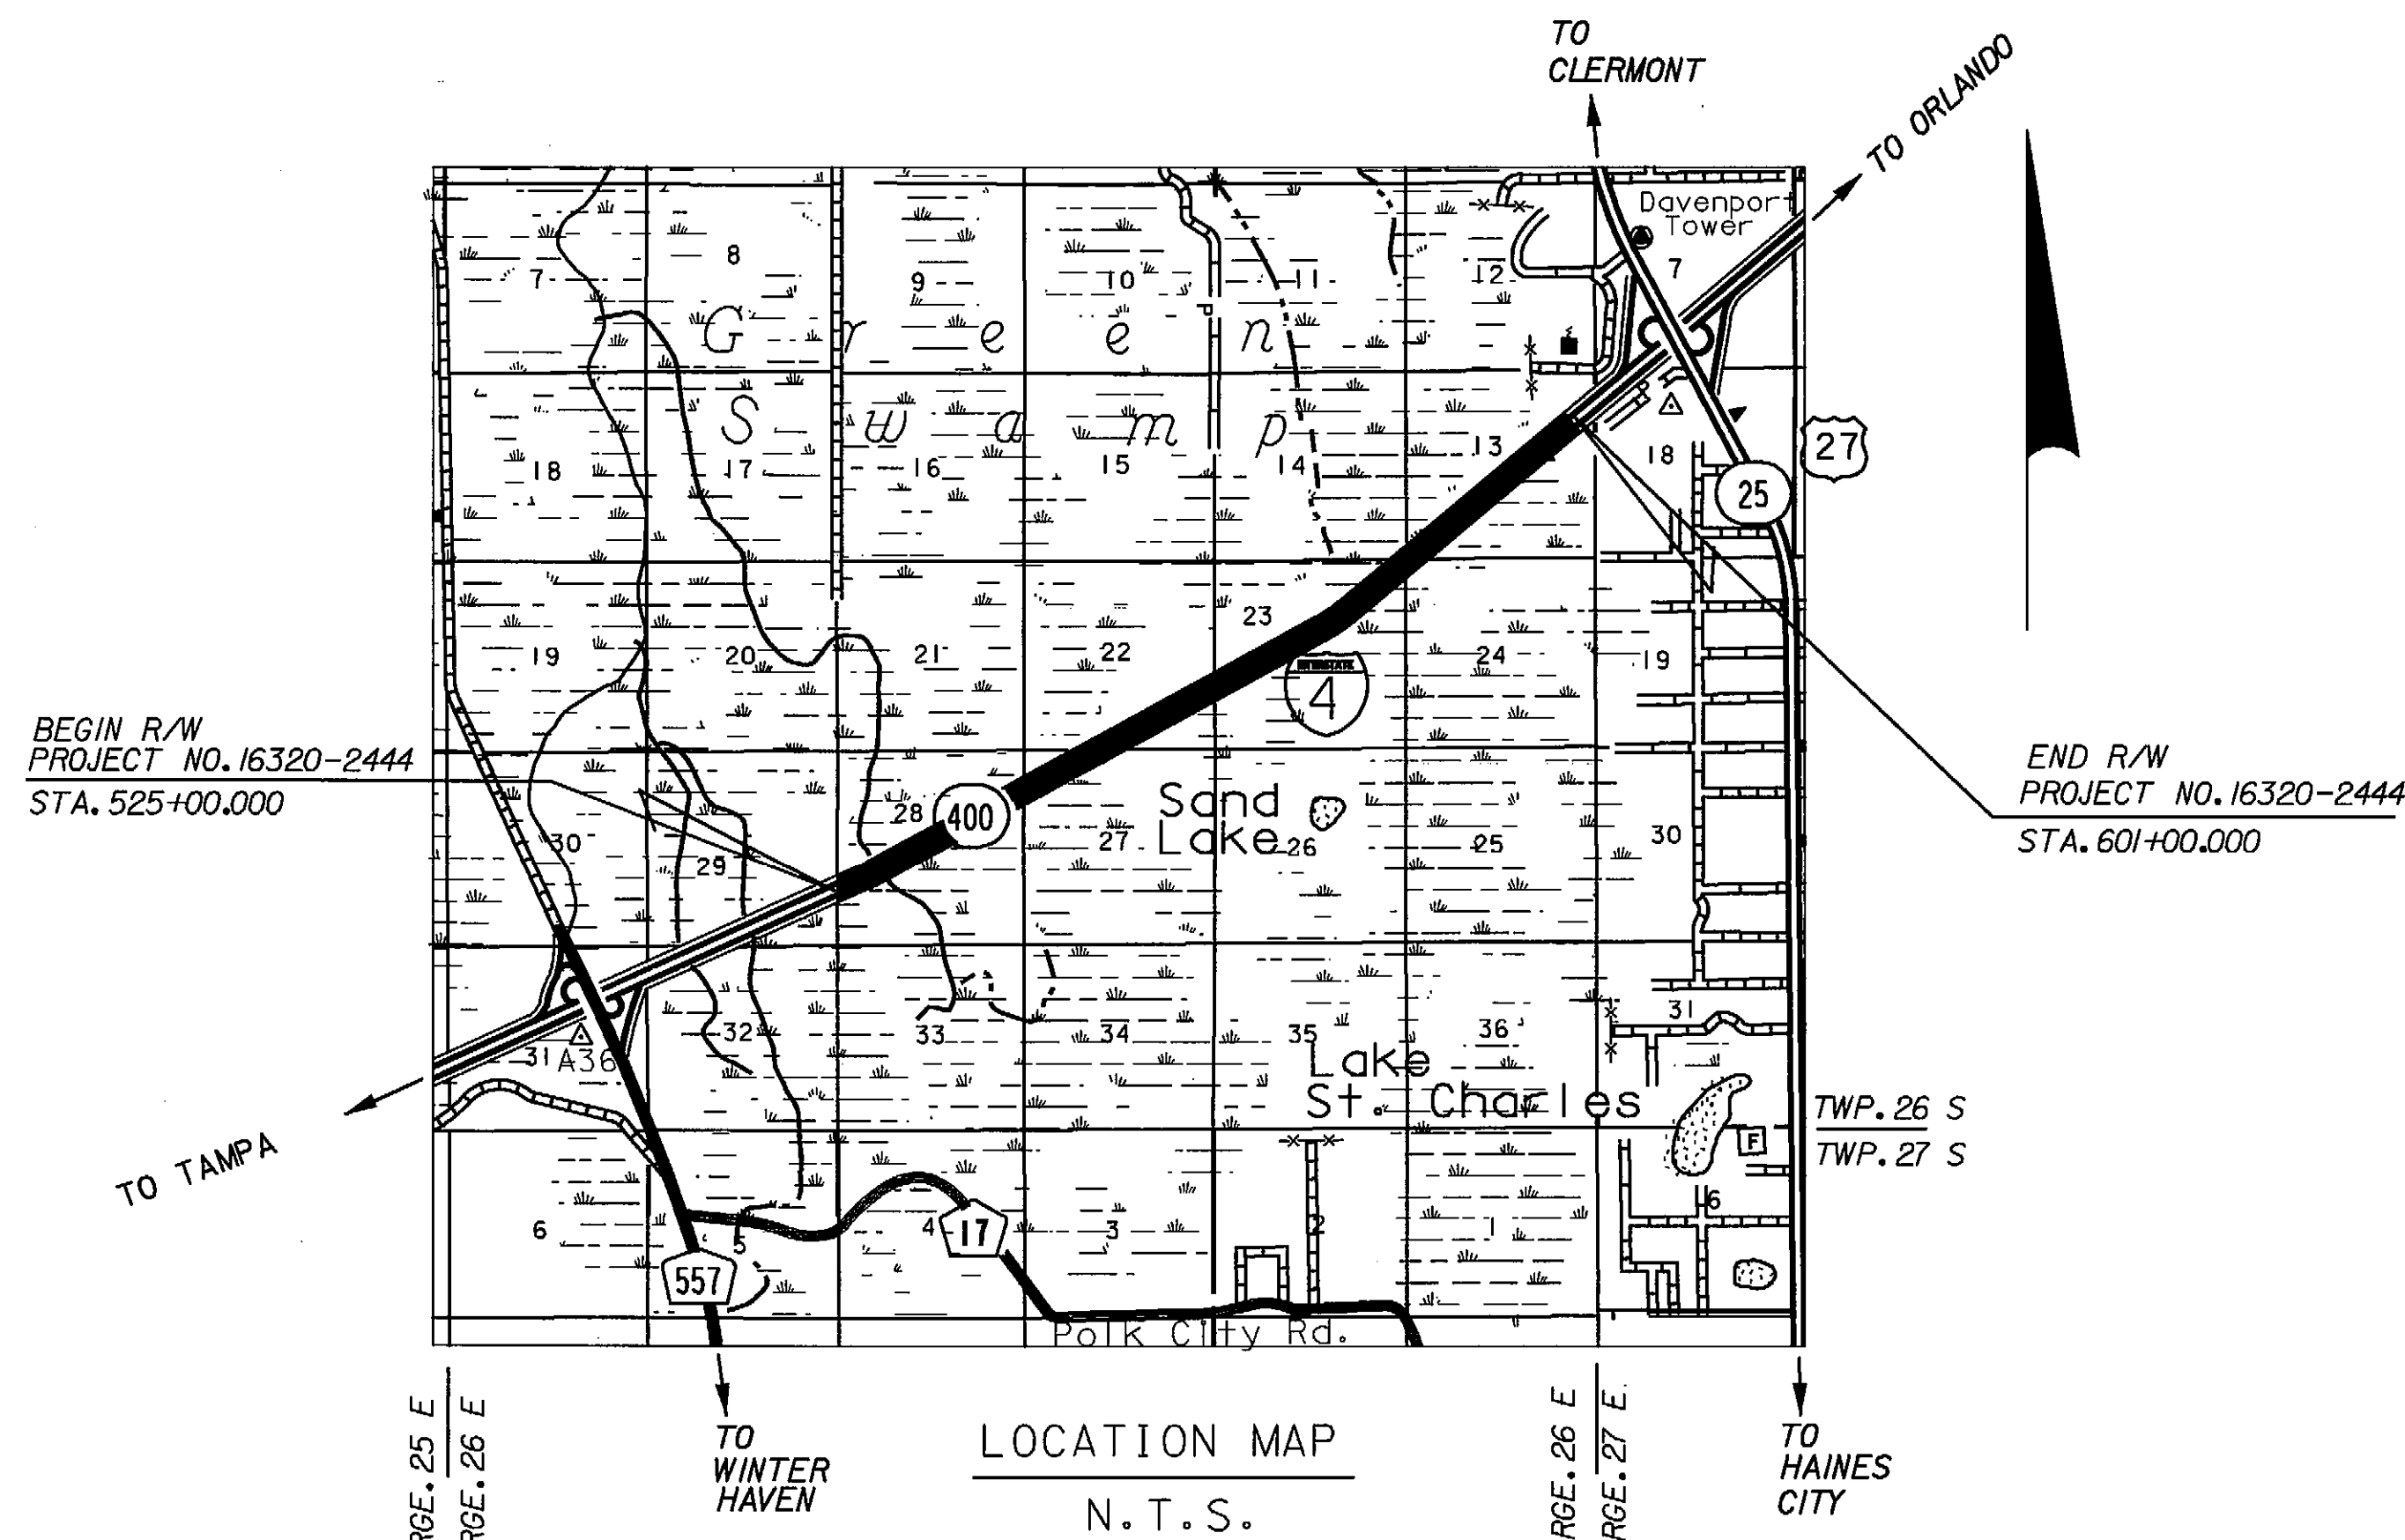 TO
CLERMONT
TO ORLANDO
Davenport
Tower
7
8
9
10
11
12
7
G r e e n
S w a m p
27
18
17
16
15
14
13
18
25
19
20
21
22
23
24
19
INTERSTATE
4
BEGIN R/W
PROJECT NO. 16320-2444
STA. 525+00.000
END R/W
PROJECT NO. 16320-2444
STA. 601+00.000
Sand
Lake
30
29
28
400
27
26
25
30
31
A36
32
33
34
35
36
31
Lake
St. Charles
TWP. 26 S
TWP. 27 S
F
TO TAMPA
6
5
4
17
3
2
1
6
557
Polk City Rd.
RGE. 25 E
RGE. 26 E
TO
WINTER
HAVEN
LOCATION MAP
N. T. S.
RGE. 26 E
RGE. 27 E.
TO
HAINES
CITY